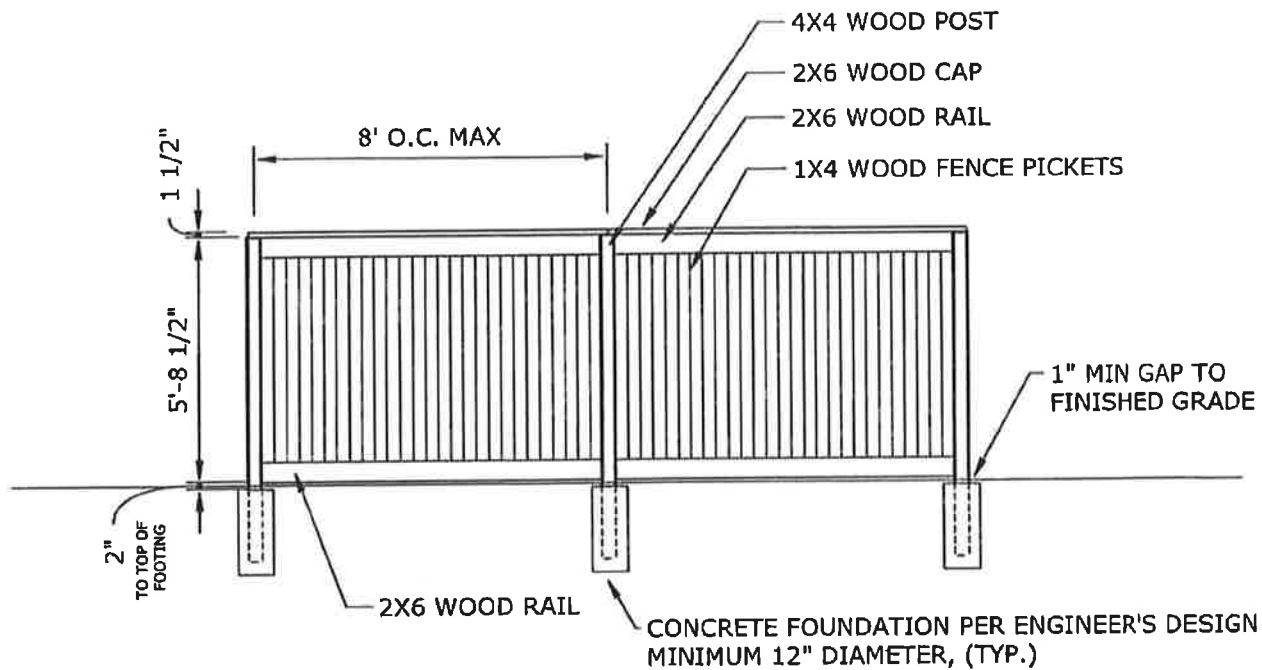 4X4 WOOD POST
2X6 WOOD CAP
2X6 WOOD RAIL
1X4 WOOD FENCE PICKETS
8' O.C. MAX
1 1/2"
5'-8 1/2"
1" MIN GAP TO
FINISHED GRADE
2"
TO TOP OF
FOOTING
2X6 WOOD RAIL
CONCRETE FOUNDATION PER ENGINEER'S DESIGN
MINIMUM 12" DIAMETER, (TYP.)